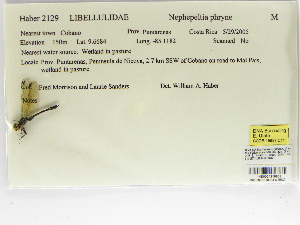 Haber 2129 LIBELLULIDAE Nephepeltia phryne M
Nearest town Cobano Prov Puntarenas Costa Rica 5/29/2005
Elevation 150m Lat 9.6684 Long -85.1182 Scanned No
Nearest water source: Wetland in pasture
Locale Prov. Puntarenas, Peninsula de Nicoya, 2.7 km SSW of Cobano on road to Mal Pais,
wetland in pasture
Coll. Fred Morrison and Laurie Sanders Det. William A. Haber
Notes